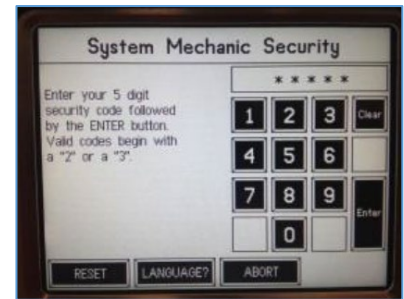 System Mechanic Security
* * * * *
Enter your 5 digit
security code followed
by the ENTER button.
Valid codes begin with
a "2" or a "3".
1 2 3 Clear
4 5 6
7 8 9 Enter
0
RESET LANGUAGE? ABORT